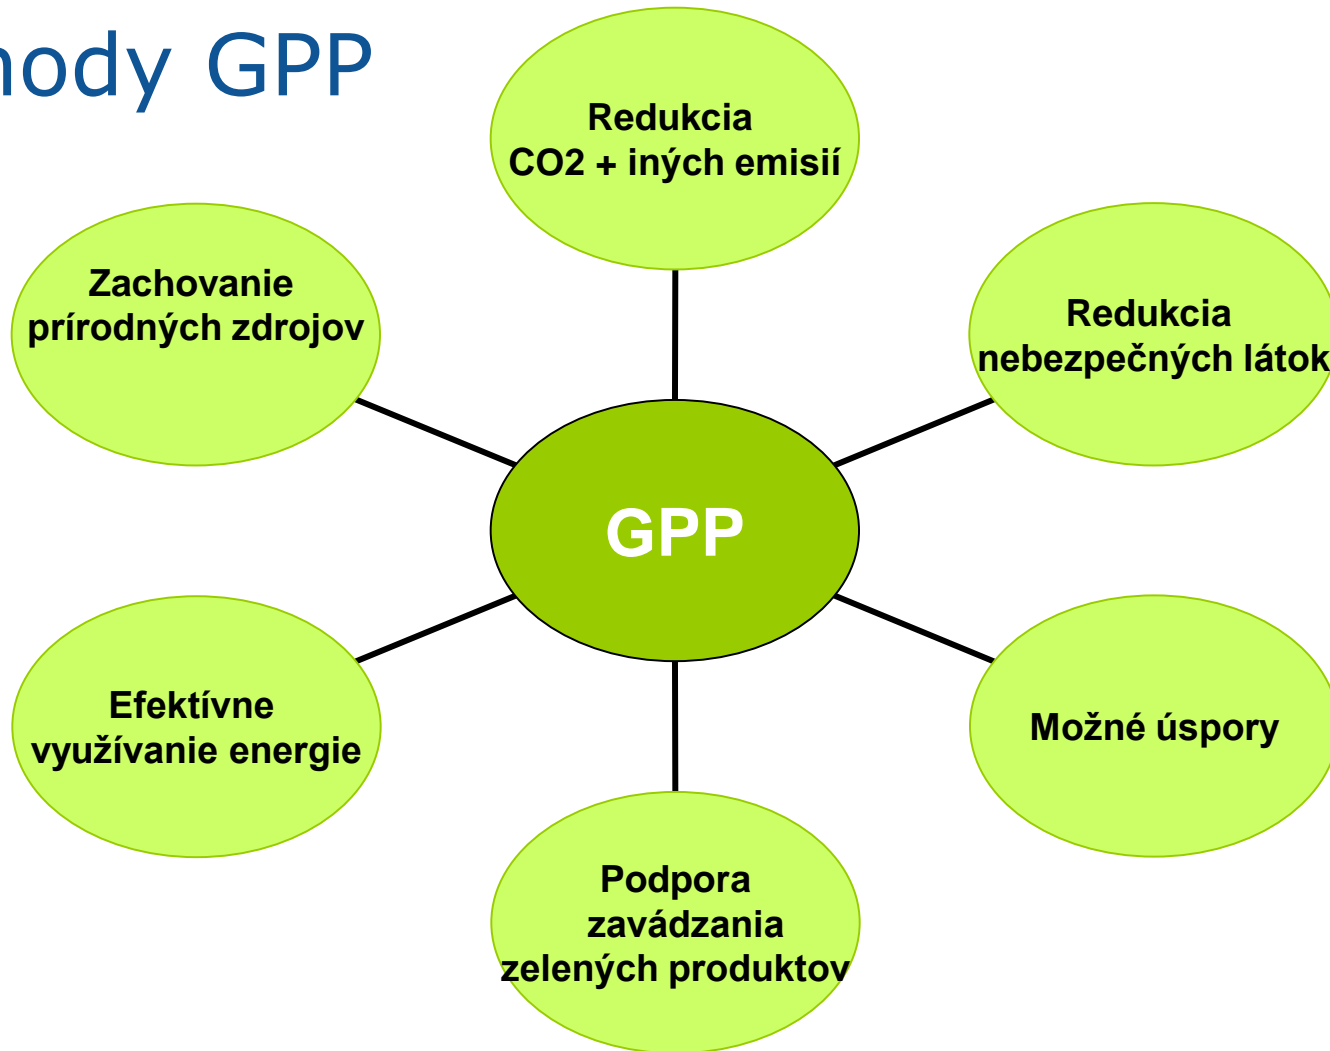 hody GPP
Redukcia
CO2 + iných emisií
Zachovanie
prírodných zdrojov
Redukcia
nebezpečných látok
GPP
Efektívne
využívanie energie
Možné úspory
Podpora
zavádzania
zelených produktov